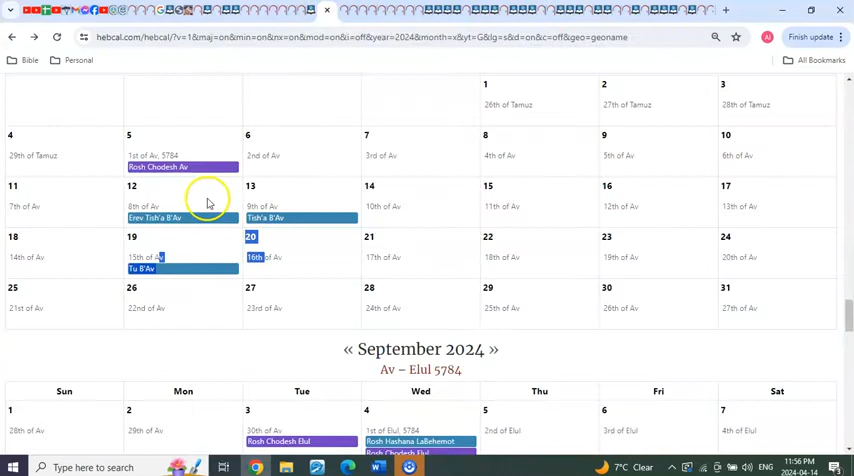 hebcal.com/hebcal/?v=1&maj=on&min=on&nx=on&mod=on&i=off&year=2024&month=x&yt=G&lg=s&d=on&c=off&geo=geoname
AI
Finish update
Bible
Personal
All Bookmarks
1 2 3
26th of Tamuz 27th of Tamuz 28th of Tamuz
4 5 6 7 8 9 10
29th of Tamuz 1st of Av, 5784 2nd of Av 3rd of Av 4th of Av 5th of Av 6th of Av
Rosh Chodesh Av
11 12 13 14 15 16 17
7th of Av 8th of Av 9th of Av 10th of Av 11th of Av 12th of Av 13th of Av
Erev Tish'a B'Av Tish'a B'Av
18 19 20 21 22 23 24
14th of Av 15th of Av 16th of Av 17th of Av 18th of Av 19th of Av 20th of Av
Tu B'Av
25 26 27 28 29 30 31
21st of Av 22nd of Av 23rd of Av 24th of Av 25th of Av 26th of Av 27th of Av
« September 2024 »
Av – Elul 5784
Sun Mon Tue Wed Thu Fri Sat
1 2 3 4 5 6 7
28th of Av 29th of Av 30th of Av 1st of Elul, 5784 2nd of Elul 3rd of Elul 4th of Elul
Rosh Chodesh Elul Rosh Hashana LaBehemot
Rosh Chodesh Elul
Type here to search
7°C Clear
ENG
11:56 PM
2024-04-14